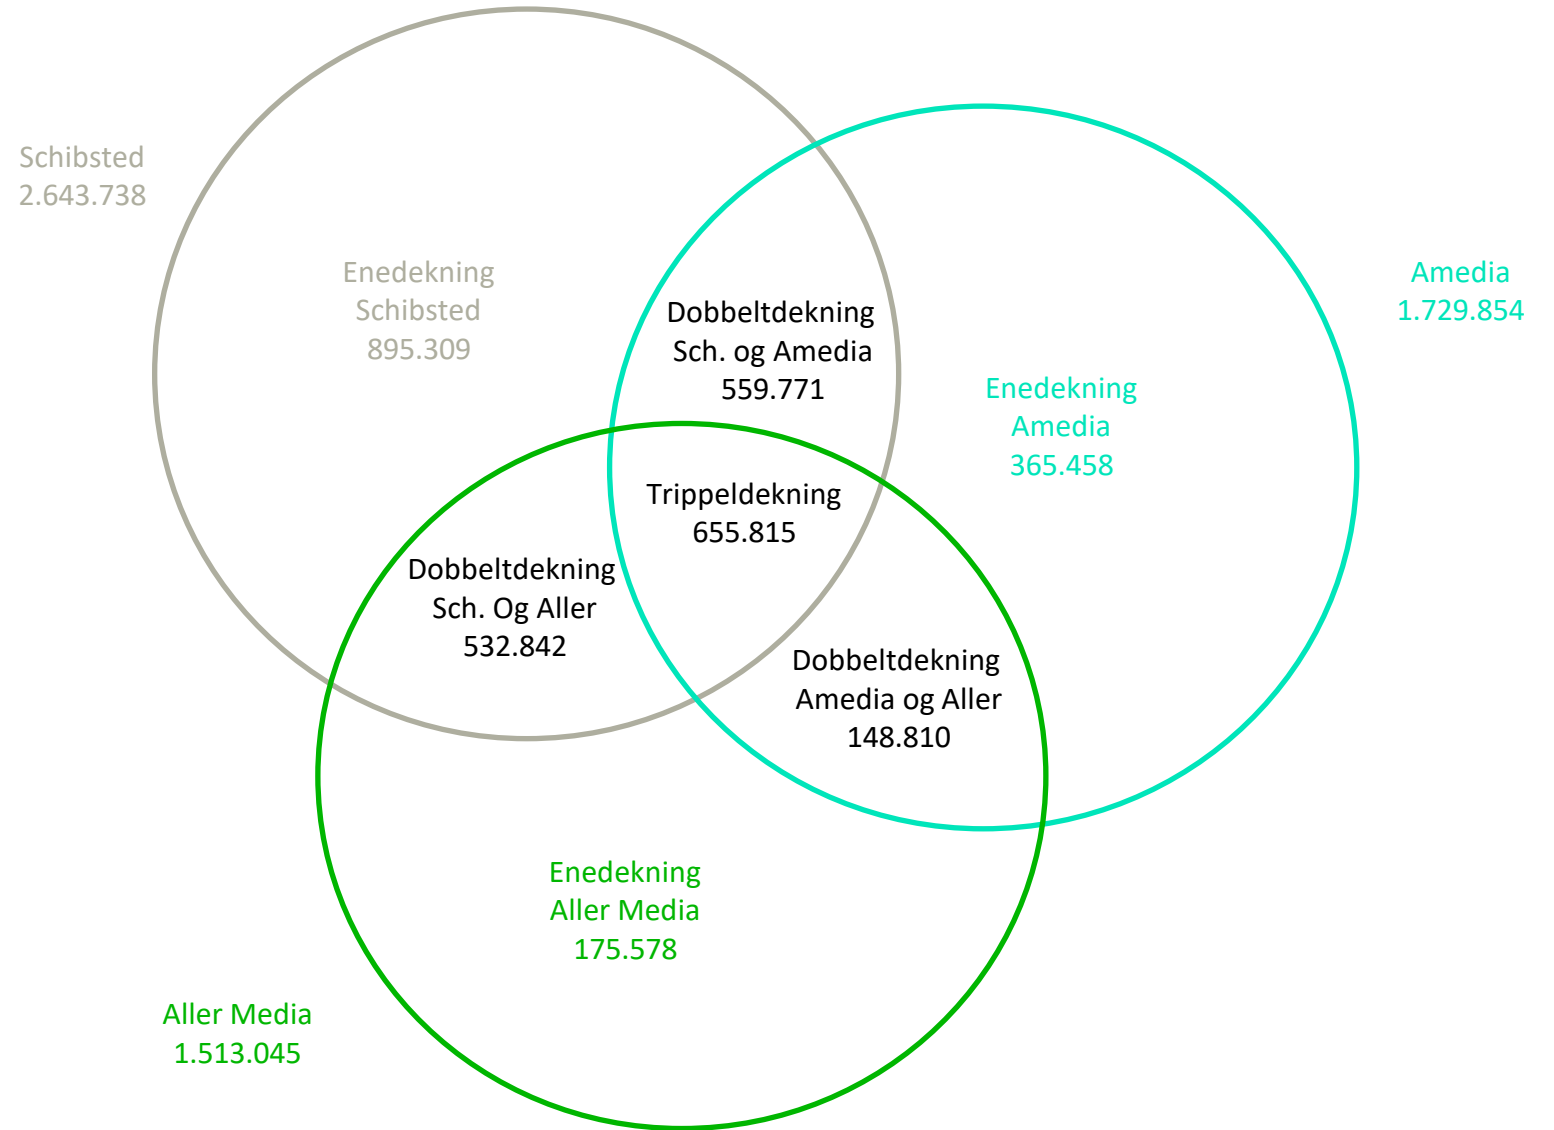 Schibsted
2.643.738
Enedekning
Schibsted
895.309
Dobbeltdekning
Sch. og Amedia
559.771
Amedia
1.729.854
Enedekning
Amedia
365.458
Trippeldekning
655.815
Dobbeltdekning
Sch. Og Aller
532.842
Dobbeltdekning
Amedia og Aller
148.810
Enedekning
Aller Media
175.578
Aller Media
1.513.045